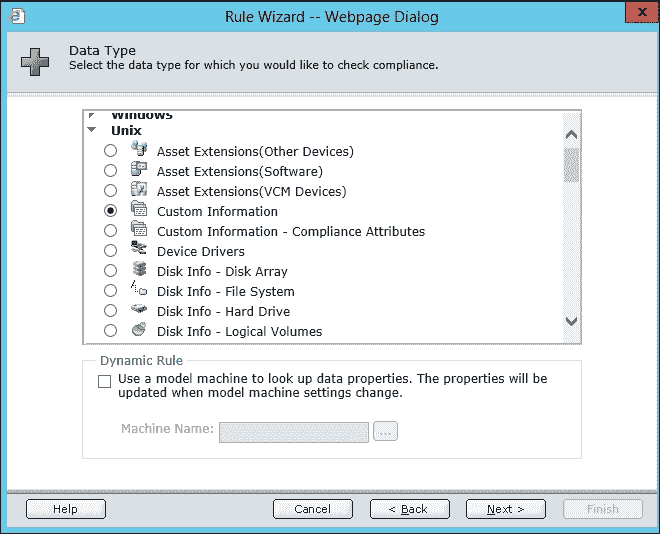 Rule Wizard -- Webpage Dialog
X
Data Type
Select the data type for which you would like to check compliance.
Windows
Unix
Asset Extensions(Other Devices)
Asset Extensions(Software)
Asset Extensions(VCM Devices)
Custom Information
Custom Information - Compliance Attributes
Device Drivers
Disk Info - Disk Array
Disk Info - File System
Disk Info - Hard Drive
Disk Info - Logical Volumes
Dynamic Rule
Use a model machine to look up data properties. The properties will be
updated when model machine settings change.
Machine Name:
...
Help
Cancel
< Back
Next >
Finish